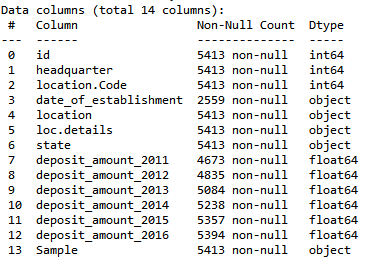 Data columns (total 14 columns):
 #   Column                 Non-Null Count  Dtype
---  ------                 --------------  -----
 0   id                     5413 non-null   int64
 1   headquarter            5413 non-null   int64
 2   location.Code          5413 non-null   int64
 3   date_of_establishment  2559 non-null   object
 4   location               5413 non-null   object
 5   loc.details            5413 non-null   object
 6   state                  5413 non-null   object
 7   deposit_amount_2011    4673 non-null   float64
 8   deposit_amount_2012    4835 non-null   float64
 9   deposit_amount_2013    5084 non-null   float64
 10  deposit_amount_2014    5238 non-null   float64
 11  deposit_amount_2015    5357 non-null   float64
 12  deposit_amount_2016    5394 non-null   float64
 13  Sample                 5413 non-null   object